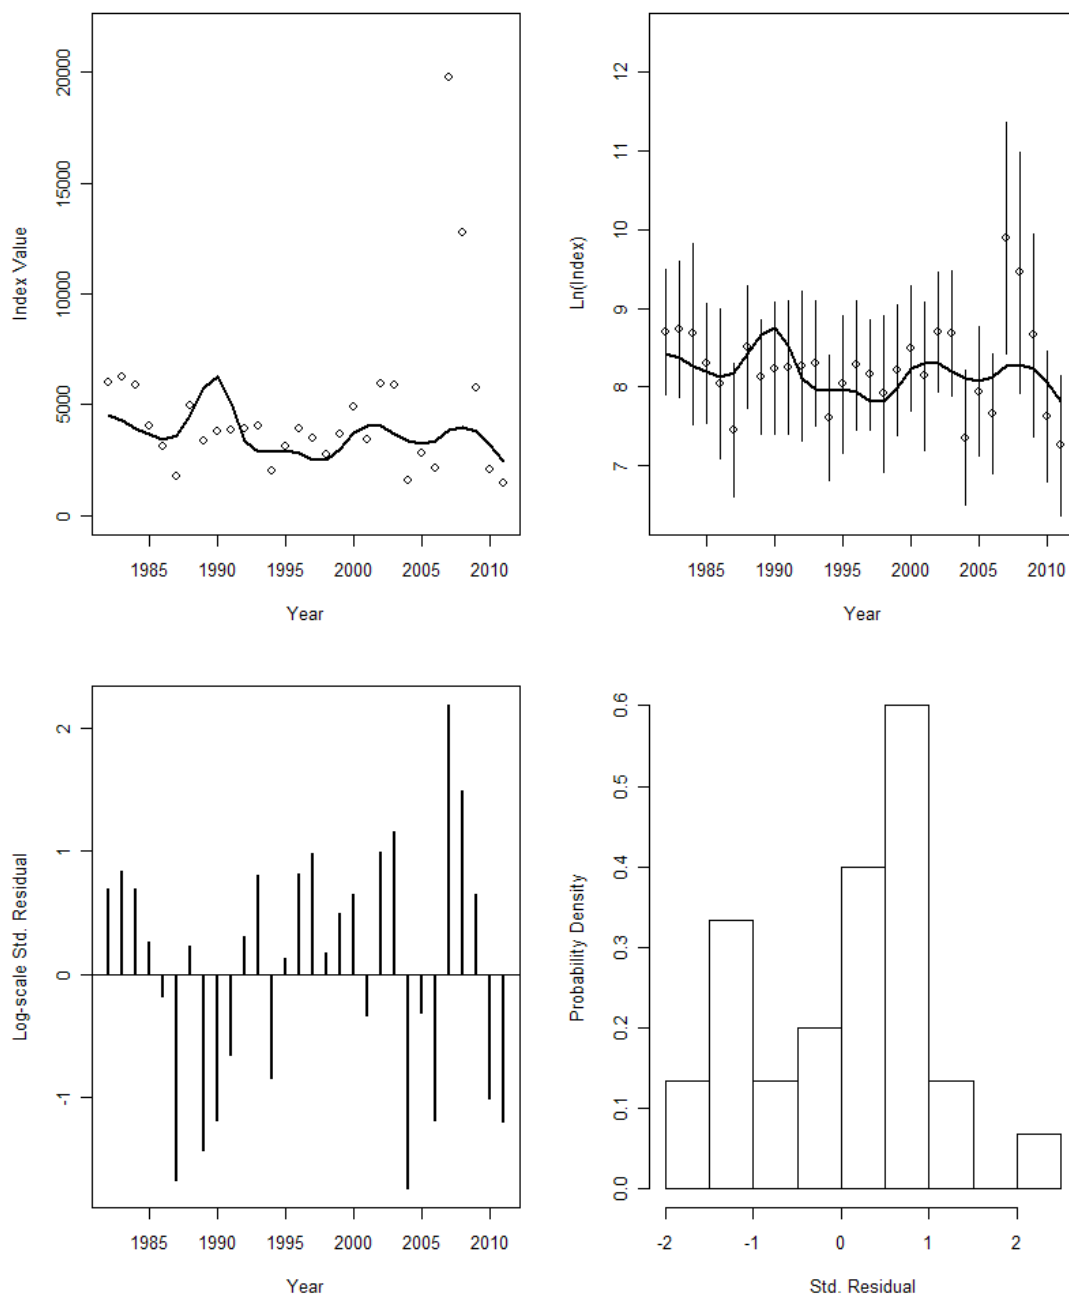 Index Value
20000
15000
10000
5000
0
1985 1990 1995 2000 2005 2010
Year
Ln(Index)
12
11
10
9
8
7
1985 1990 1995 2000 2005 2010
Year
Log-scale Std. Residual
2
1
0
-1
1985 1990 1995 2000 2005 2010
Year
Probability Density
0.6
0.5
0.4
0.3
0.2
0.1
0.0
-2 -1 0 1 2
Std. Residual